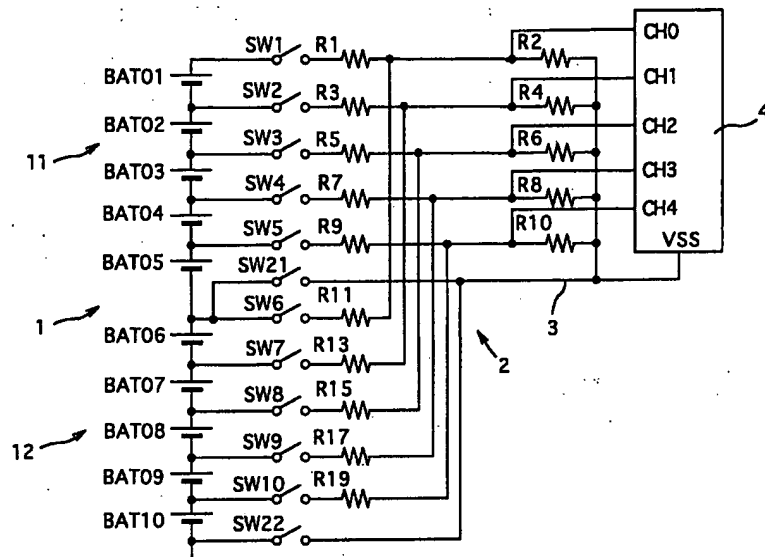 SW1 R1 R2 CH0
BAT01
SW2 R3 R4 CH1
BAT02
SW3 R5 R6 CH2
4
11
BAT03
SW4 R7 R8 CH3
BAT04
SW5 R9 R10 CH4
BAT05
SW21 VSS
1
SW6 R11
3
BAT06
SW7 R13
2
BAT07
SW8 R15
12
BAT08
SW9 R17
BAT09
SW10 R19
BAT10
SW22